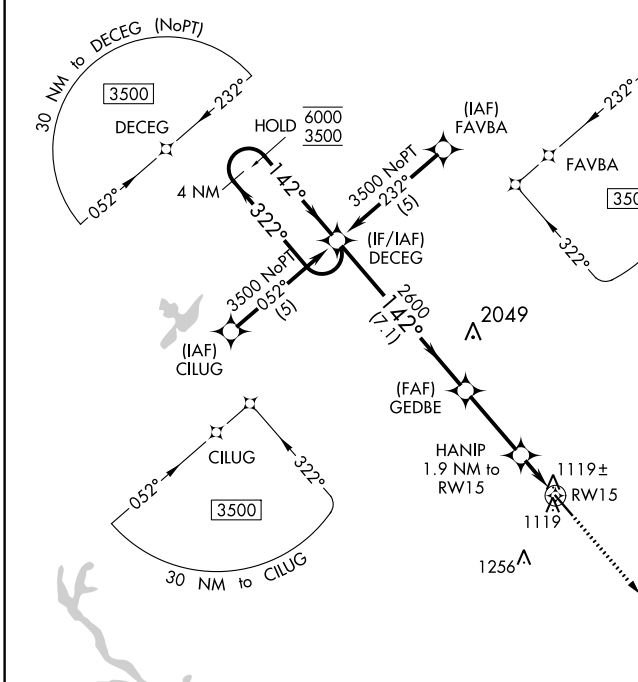 30 NM to DECEG (NoPT)
3500
DECEG
232°
052°
HOLD
6000
3500
4 NM
142°
322°
(IAF)
FAVBA
3500 NoPT
232°
(5)
(IF/IAF)
DECEG
3500 NoPT
052°
(5)
(IAF)
CILUG
232°
FAVBA
350
322°
2600
142°
(7.1)
2049
(FAF)
GEDBE
HANIP
1.9 NM to
RW15
1119±
RW15
1119
1256
CILUG
052°
322°
3500
30 NM to CILUG